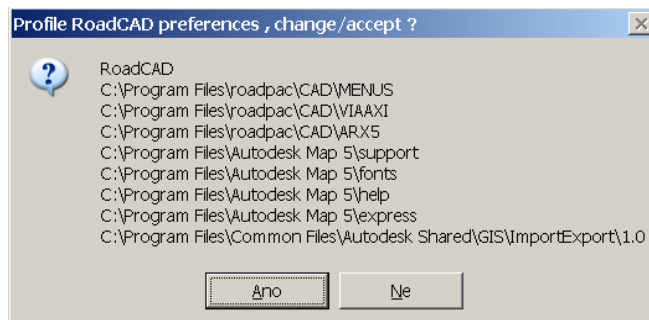 Profile RoadCAD preferences , change/accept ?
RoadCAD
C:\Program Files\roadpac\CAD\MENUS
C:\Program Files\roadpac\CAD\VIAAXI
C:\Program Files\roadpac\CAD\ARX5
C:\Program Files\Autodesk Map 5\support
C:\Program Files\Autodesk Map 5\fonts
C:\Program Files\Autodesk Map 5\help
C:\Program Files\Autodesk Map 5\express
C:\Program Files\Common Files\Autodesk Shared\GIS\ImportExport\1.0
Ano
Ne